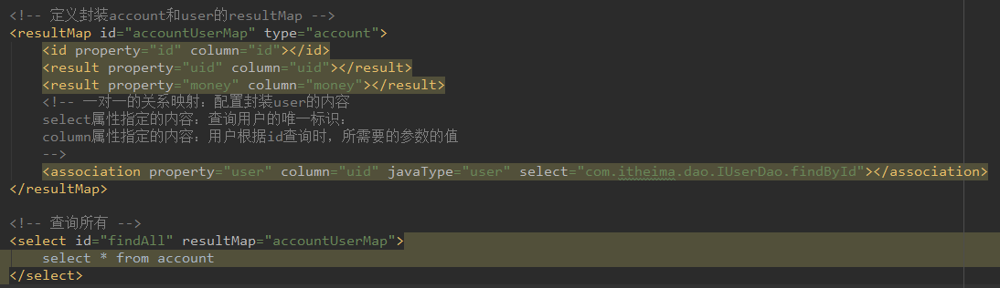 <!-- 定义封装account和user的resultMap -->
<resultMap id="accountUserMap" type="account">
<id property="id" column="id"></id>
<result property="uid" column="uid"></result>
<result property="money" column="money"></result>
<!-- 一对一的关系映射：配置封装user的内容
select属性指定的内容：查询用户的唯一标识：
column属性指定的内容：用户根据id查询时，所需要的参数的值
-->
<association property="user" column="uid" javaType="user" select="com.itheima.dao.IUserDao.findById"></association>
</resultMap>
<!-- 查询所有 -->
<select id="findAll" resultMap="accountUserMap">
select * from account
</select>